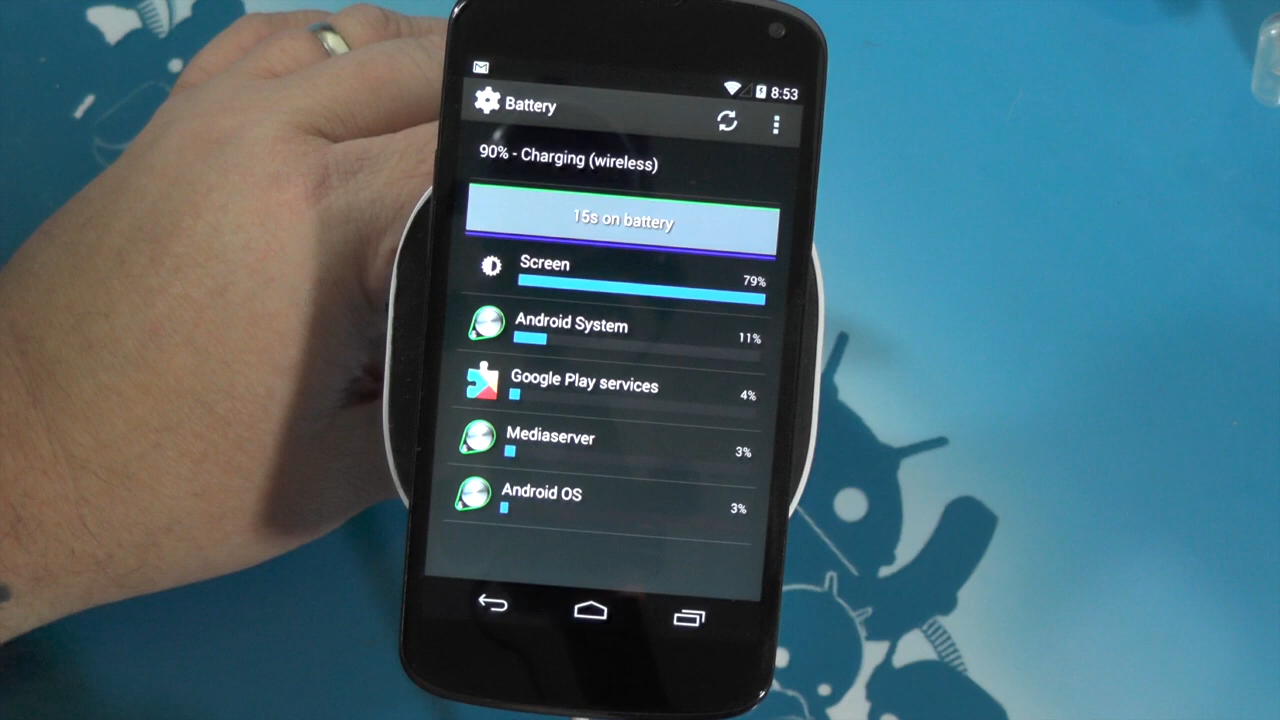 8:53
Battery
90% - Charging (wireless)
15s on battery
Screen
79%
Android System
11%
Google Play services
4%
Mediaserver
3%
Android OS
3%